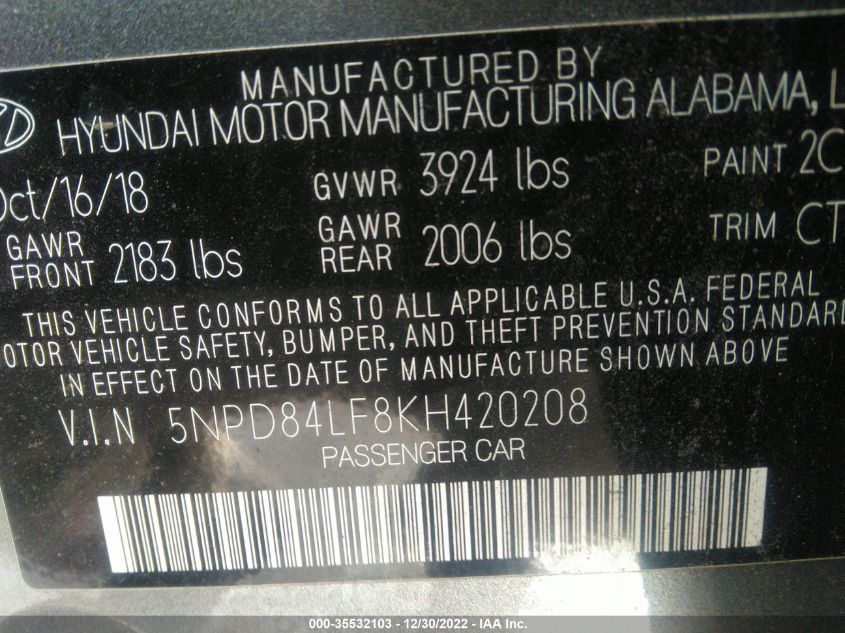 MANUFACTURED BY
HYUNDAI MOTOR MANUFACTURING ALABAMA, L
Oct/16/18 GVWR 3924 lbs PAINT 2C
GAWR FRONT 2183 lbs GAWR REAR 2006 lbs TRIM CT
THIS VEHICLE CONFORMS TO ALL APPLICABLE U.S.A. FEDERAL
OTOR VEHICLE SAFETY, BUMPER, AND THEFT PREVENTION STANDARD
IN EFFECT ON THE DATE OF MANUFACTURE SHOWN ABOVE
V.I.N 5NPD84LF8KH420208
PASSENGER CAR
000-35532103 - 12/30/2022 - IAA Inc.